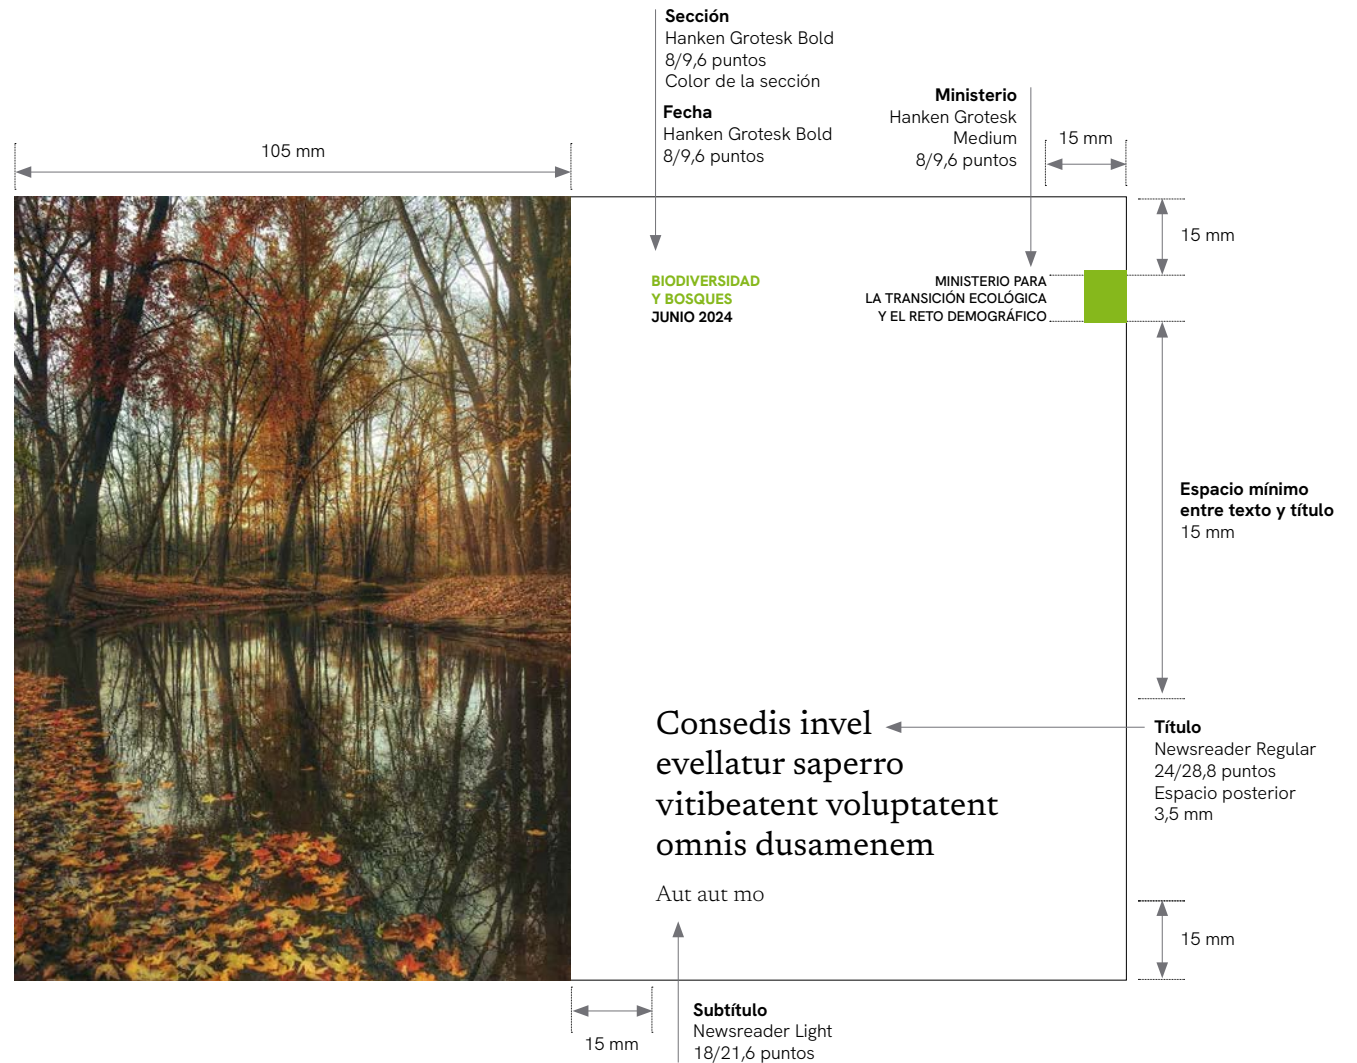 Sección
Hanken Grotesk Bold
8/9,6 puntos
Color de la sección
Fecha
Hanken Grotesk Bold
8/9,6 puntos
Ministerio
Hanken Grotesk
Medium
8/9,6 puntos
105 mm
15 mm
15 mm
BIODIVERSIDAD
Y BOSQUES
JUNIO 2024
MINISTERIO PARA
LA TRANSICIÓN ECOLÓGICA
Y EL RETO DEMOGRÁFICO
Espacio mínimo
entre texto y título
15 mm
Consedis invel
evellatur saperro
vitibeatent voluptatent
omnis dusamenem
Aut aut mo
Título
Newsreader Regular
24/28,8 puntos
Espacio posterior
3,5 mm
15 mm
15 mm
Subtítulo
Newsreader Light
18/21,6 puntos